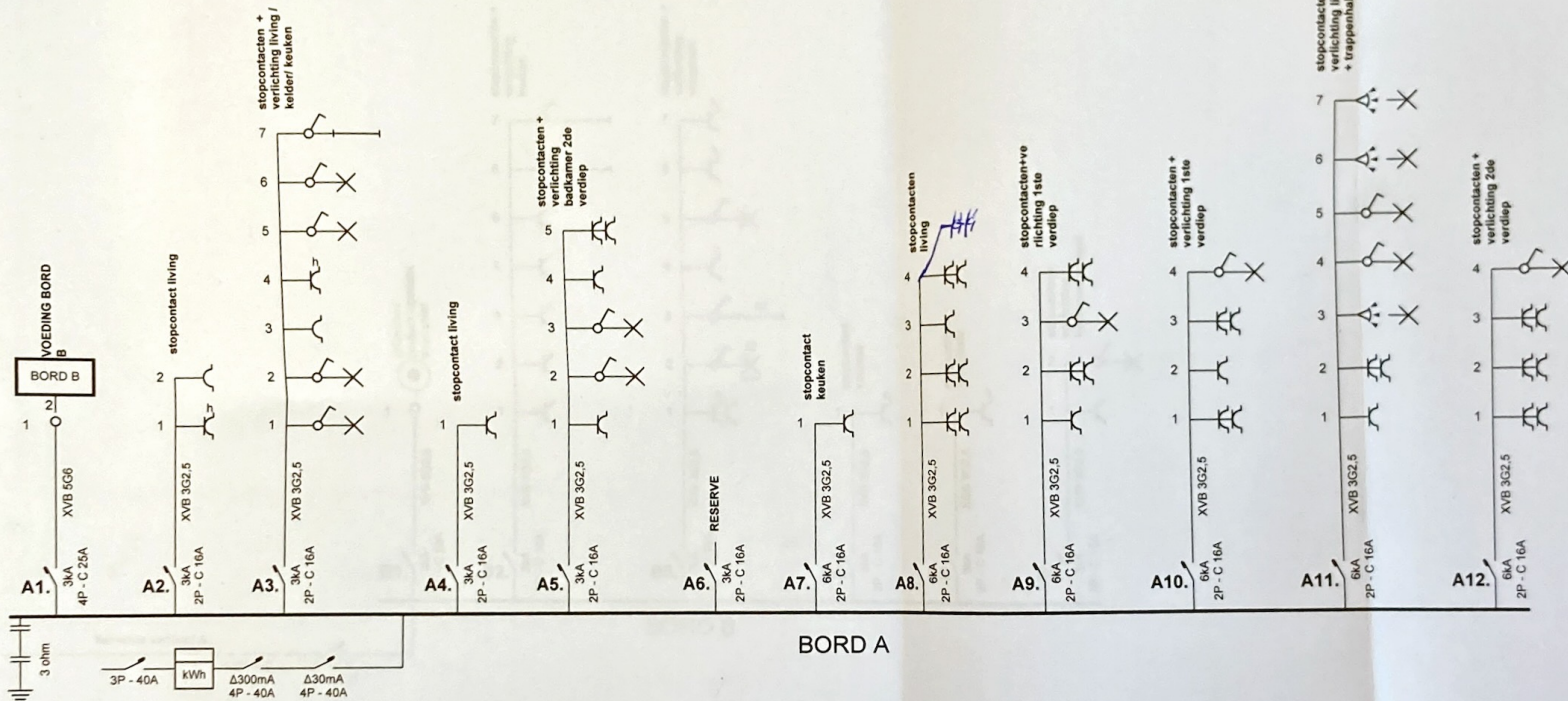 VOEDING BORD
B
BORD B
2
1
XVB 5G6
A1.
3kA
4P - C 25A
stopcontact living
2
1
XVB 3G2,5
A2.
3kA
2P - C 16A
stopcontacten +
verlichting living /
kelder/ keuken
7
6
5
4
3
2
1
XVB 3G2,5
A3.
3kA
2P - C 16A
stopcontact living
1
XVB 3G2,5
A4.
3kA
2P - C 16A
stopcontacten +
verlichting
badkamer 2de
verdiep
5
4
3
2
1
XVB 3G2,5
A5.
3kA
2P - C 16A
RESERVE
A6.
3kA
2P - C 16A
stopcontact
keuken
1
XVB 3G2,5
A7.
6kA
2P - C 16A
stopcontacten
living
4
3
2
1
XVB 3G2,5
A8.
6kA
2P - C 16A
stopcontacten+ve
rlichting 1ste
verdiep
4
3
2
1
XVB 3G2,5
A9.
6kA
2P - C 16A
stopcontacten +
verlichting 1ste
verdiep
4
3
2
1
XVB 3G2,5
A10.
6kA
2P - C 16A
stopcontacte
verlichting li
+ trappenhal
7
6
5
4
3
2
1
XVB 3G2,5
A11.
6kA
2P - C 16A
stopcontacten +
verlichting 2de
verdiep
4
3
2
1
XVB 3G2,5
A12.
6kA
2P - C 16A
BORD A
3 ohm
3P - 40A
kWh
Δ300mA
4P - 40A
Δ30mA
4P - 40A